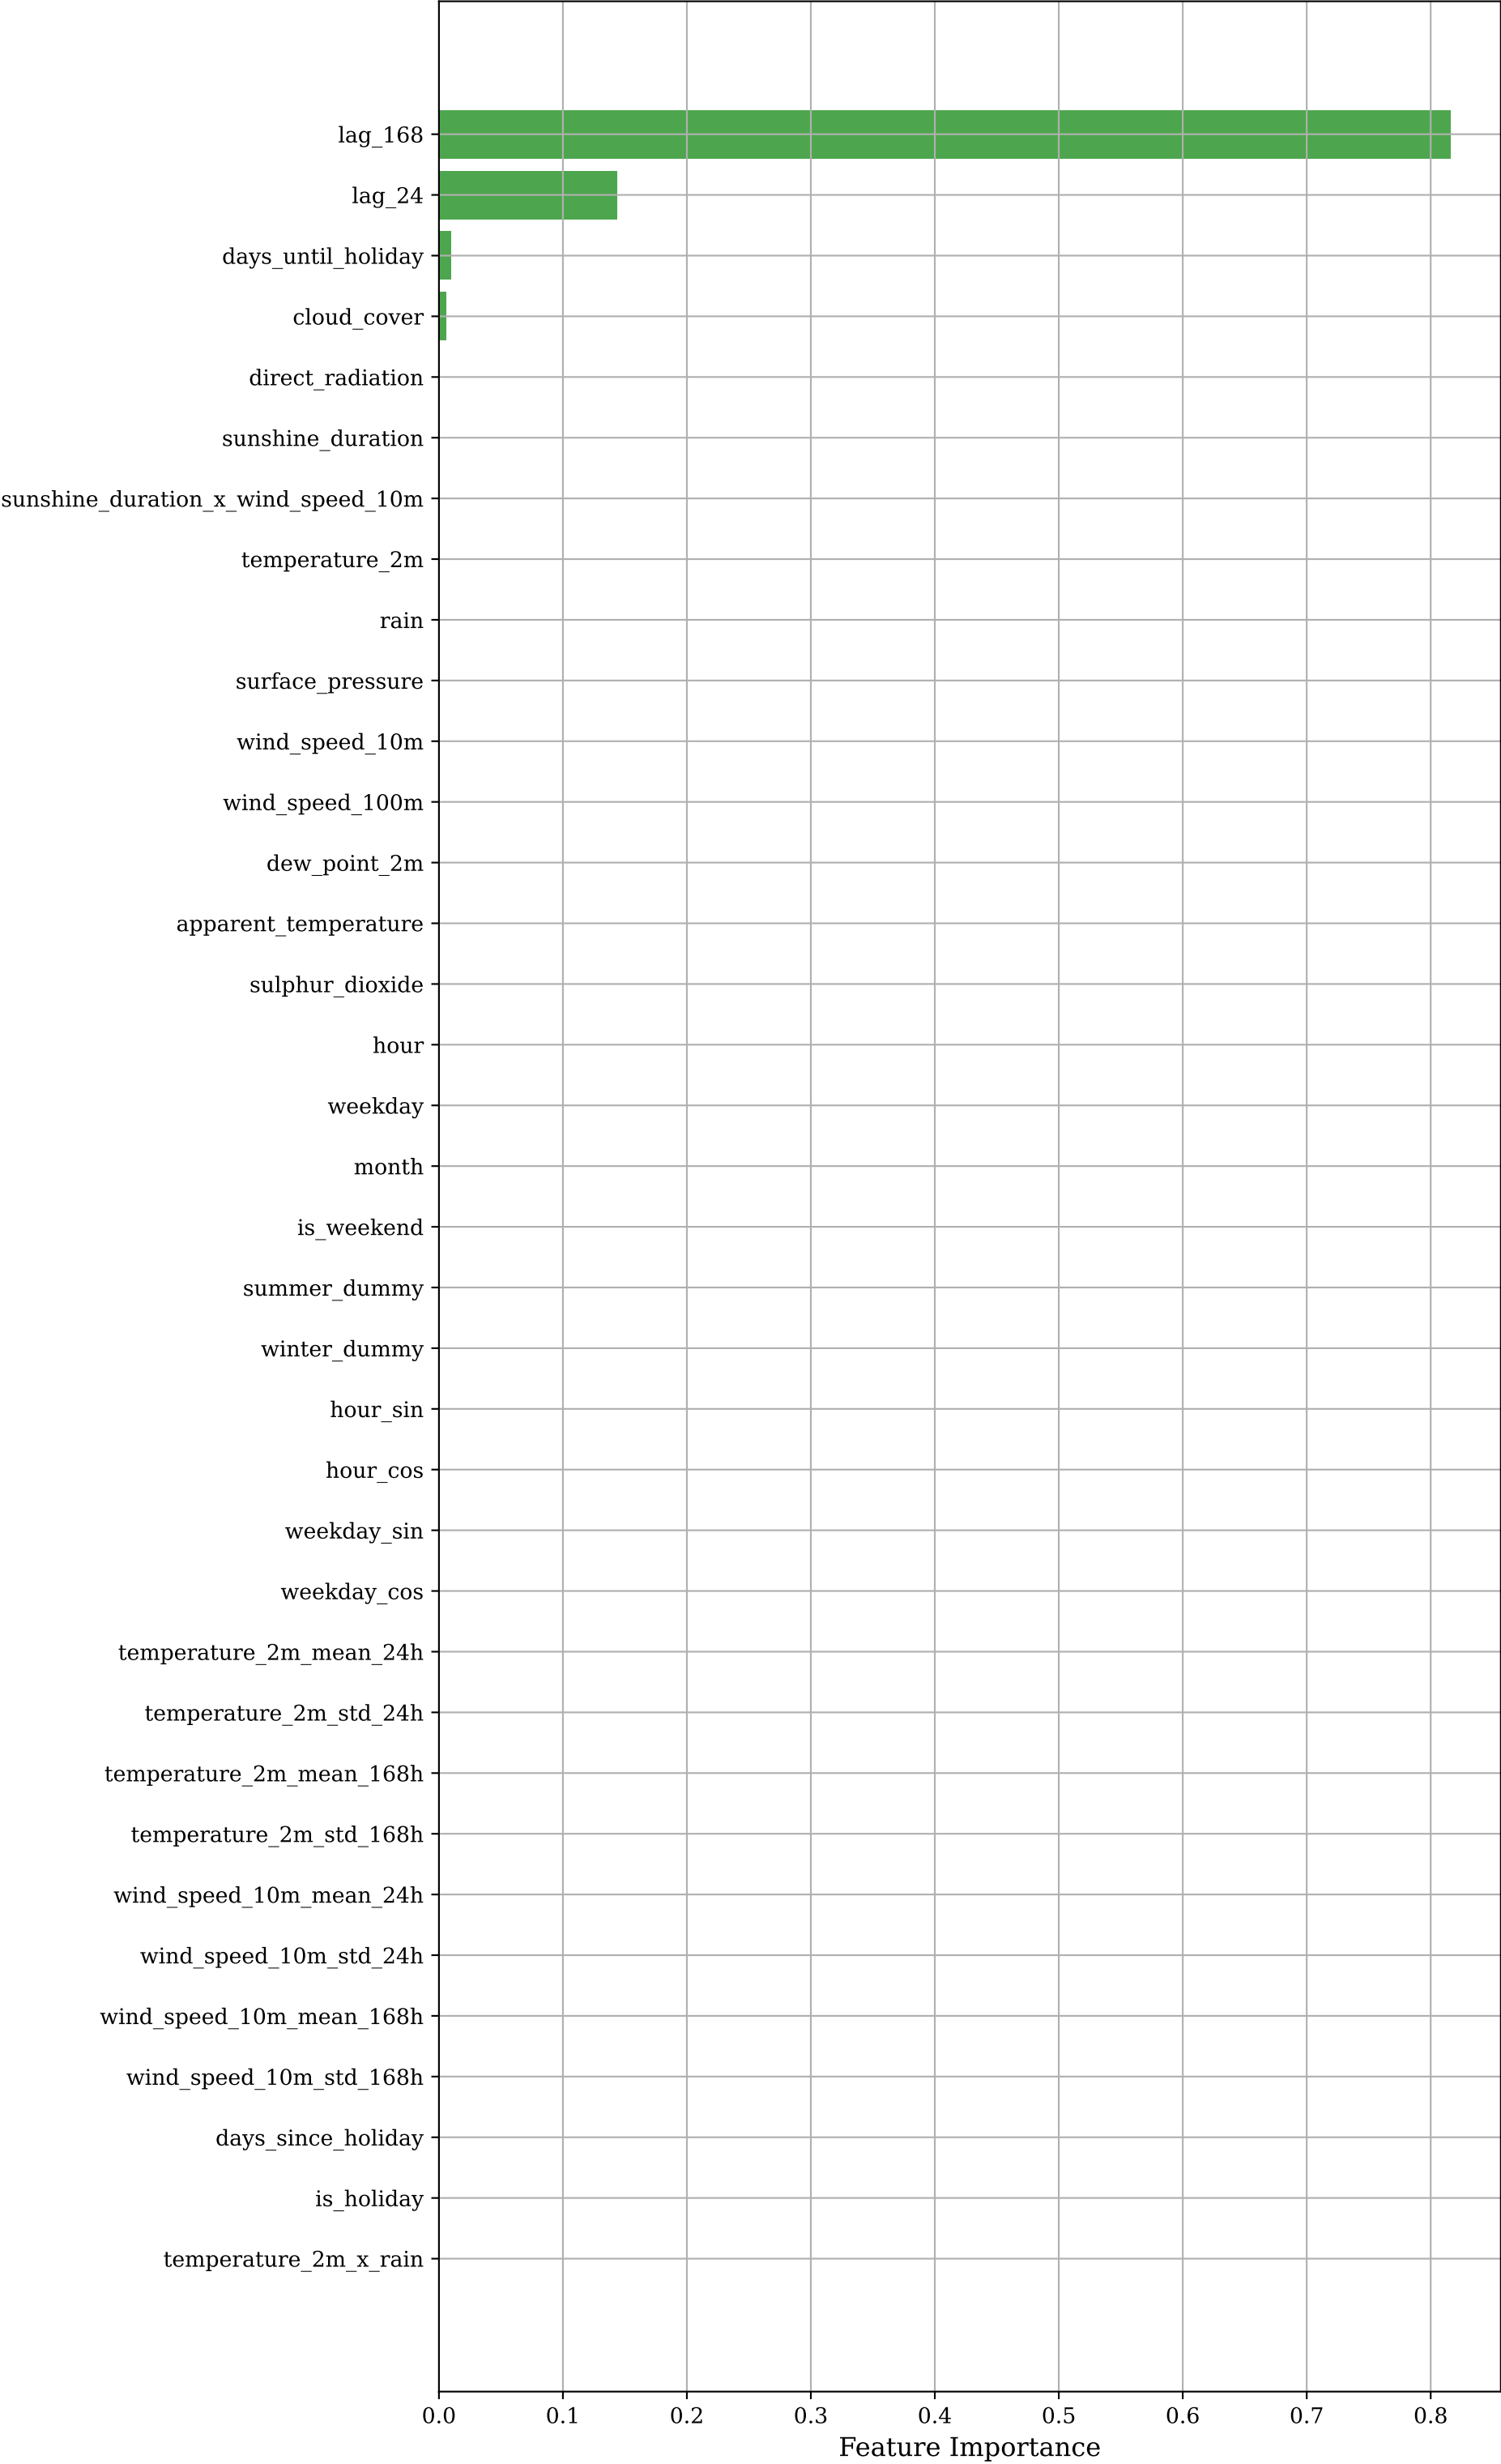 lag_168
lag_24
days_until_holiday
cloud_cover
direct_radiation
sunshine_duration
sunshine_duration_x_wind_speed_10m
temperature_2m
rain
surface_pressure
wind_speed_10m
wind_speed_100m
dew_point_2m
apparent_temperature
sulphur_dioxide
hour
weekday
month
is_weekend
summer_dummy
winter_dummy
hour_sin
hour_cos
weekday_sin
weekday_cos
temperature_2m_mean_24h
temperature_2m_std_24h
temperature_2m_mean_168h
temperature_2m_std_168h
wind_speed_10m_mean_24h
wind_speed_10m_std_24h
wind_speed_10m_mean_168h
wind_speed_10m_std_168h
days_since_holiday
is_holiday
temperature_2m_x_rain
0.0 0.1 0.2 0.3 0.4 0.5 0.6 0.7 0.8
Feature Importance